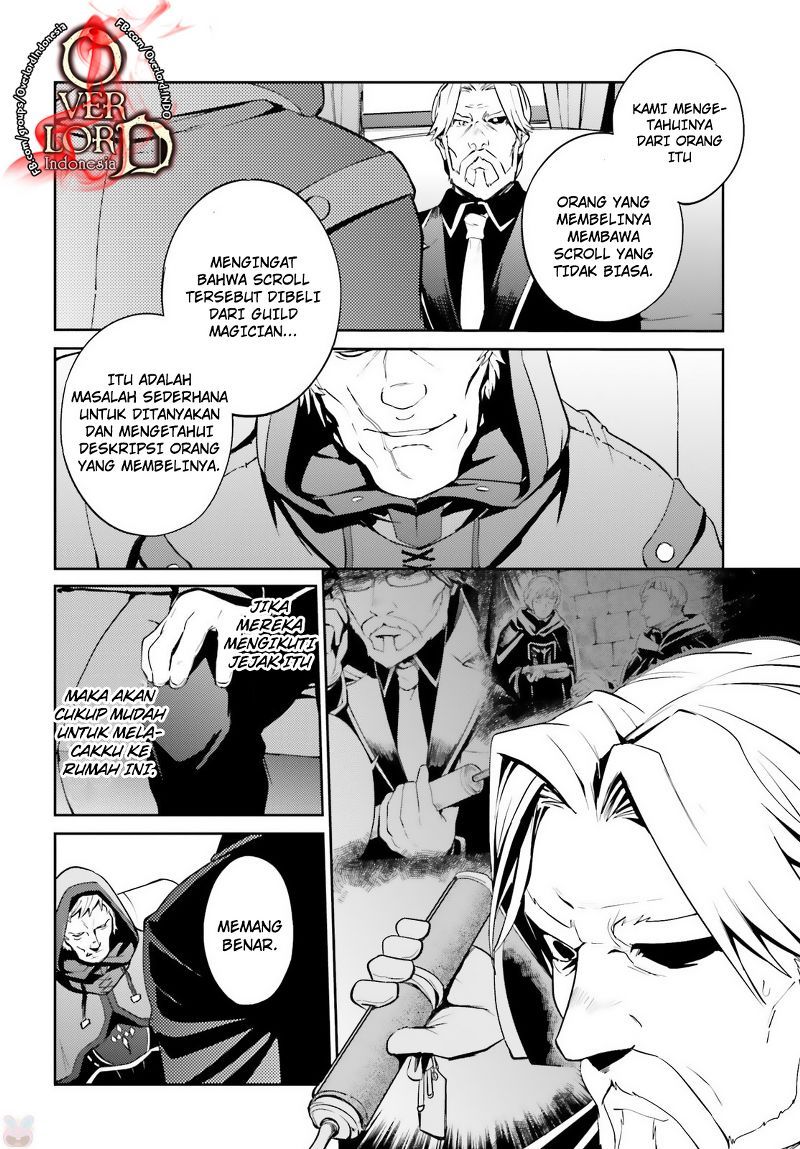 FB.com/groups/OverlordIndonesia
FB.com/Overlord.INDO
OVERLORD
Indonesia
KAMI MENGE-
TAHUINYA
DARI ORANG
ITU
ORANG YANG
MEMBELINYA
MEMBAWA
SCROLL YANG
TIDAK BIASA.
MENGINGAT
BAHWA SCROLL
TERSEBUT DIBELI
DARI GUILD
MAGICIAN...
ITU ADALAH
MASALAH SEDERHANA
UNTUK DITANYAKAN
DAN MENGETAHUI
DESKRIPSI ORANG
YANG MEMBELINYA.
JIKA
MEREKA
MENGIKUTI
JEJAK ITU
MAKA AKAN
CUKUP MUDAH
UNTUK MELA-
CAKKU KE
RUMAH INI,
MEMANG
BENAR.